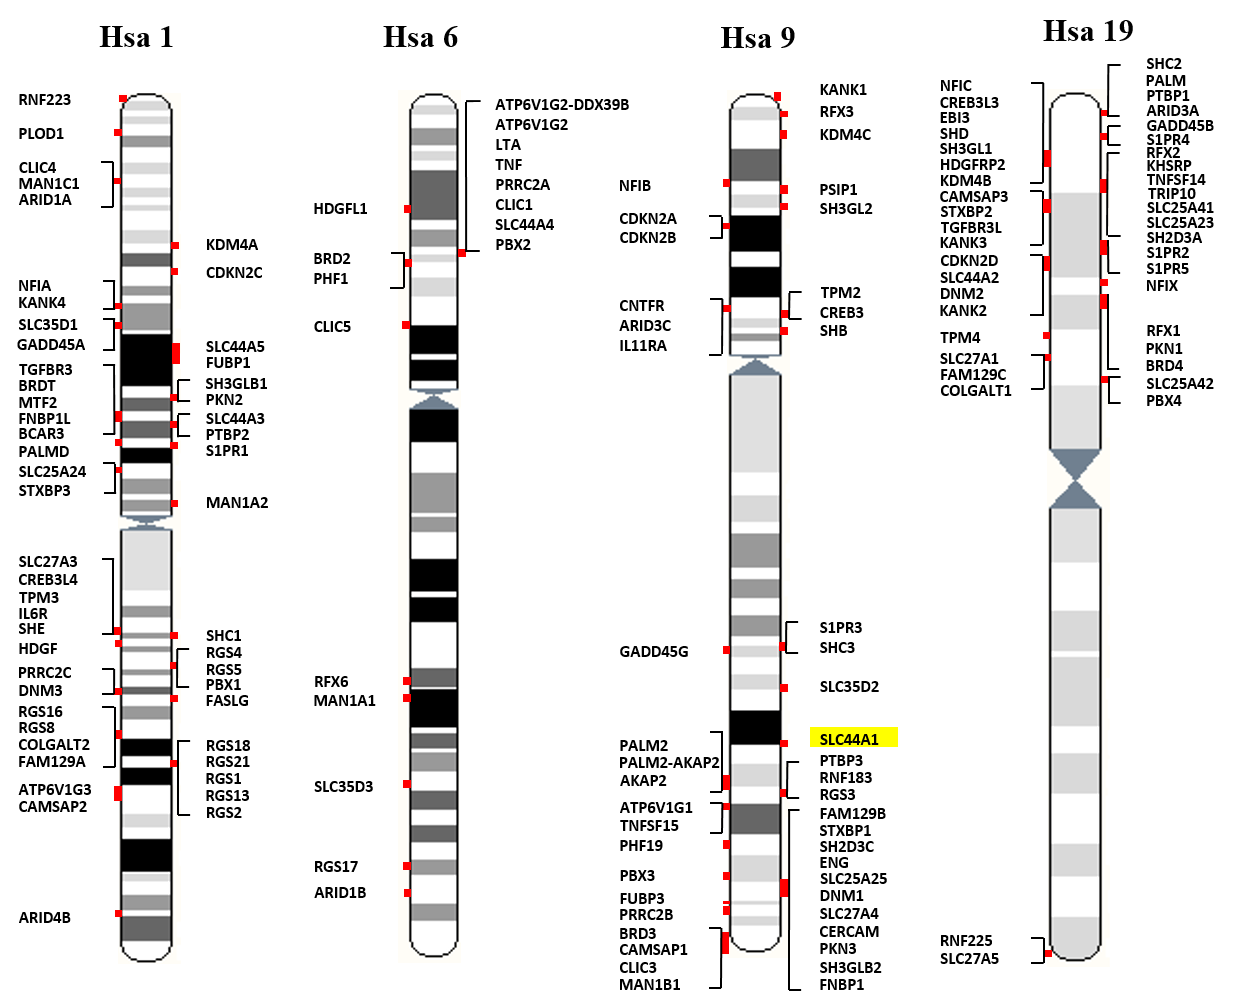 Hsa 1
RNF223
PLOD1
CLIC4
MAN1C1
ARID1A
NFIA
KANK4
SLC35D1
GADD45A
TGFBR3
BRDT
MTF2
FNBP1L
BCAR3
PALMD
SLC25A24
STXBP3
SLC27A3
CREB3L4
TPM3
IL6R
SHE
HDGF
PRRC2C
DNM3
RGS16
RGS8
COLGALT2
FAM129A
ATP6V1G3
CAMSAP2
ARID4B
KDM4A
CDKN2C
SLC44A5
FUBP1
SH3GLB1
PKN2
SLC44A3
PTBP2
S1PR1
MAN1A2
SHC1
RGS4
RGS5
PBX1
FASLG
RGS18
RGS21
RGS1
RGS13
RGS2
Hsa 6
HDGFL1
BRD2
PHF1
CLIC5
RFX6
MAN1A1
SLC35D3
RGS17
ARID1B
ATP6V1G2-DDX39B
ATP6V1G2
LTA
TNF
PRRC2A
CLIC1
SLC44A4
PBX2
Hsa 9
NFIB
CDKN2A
CDKN2B
CNTFR
ARID3C
IL11RA
GADD45G
PALM2
PALM2-AKAP2
AKAP2
ATP6V1G1
TNFSF15
PHF19
PBX3
FUBP3
PRRC2B
BRD3
CAMSAP1
CLIC3
MAN1B1
KANK1
RFX3
KDM4C
PSIP1
SH3GL2
TPM2
CREB3
SHB
S1PR3
SHC3
SLC35D2
SLC44A1
PTBP3
RNF183
RGS3
FAM129B
STXBP1
SH2D3C
ENG
SLC25A25
DNM1
SLC27A4
CERCAM
PKN3
SH3GLB2
FNBP1
Hsa 19
NFIC
CREB3L3
EBI3
SHD
SH3GL1
HDGFRP2
KDM4B
CAMSAP3
STXBP2
TGFBR3L
KANK3
CDKN2D
SLC44A2
DNM2
KANK2
TPM4
SLC27A1
FAM129C
COLGALT1
RNF225
SLC27A5
SHC2
PALM
PTBP1
ARID3A
GADD45B
S1PR4
RFX2
KHSRP
TNFSF14
TRIP10
SLC25A41
SLC25A23
SH2D3A
S1PR2
S1PR5
NFIX
RFX1
PKN1
BRD4
SLC25A42
PBX4